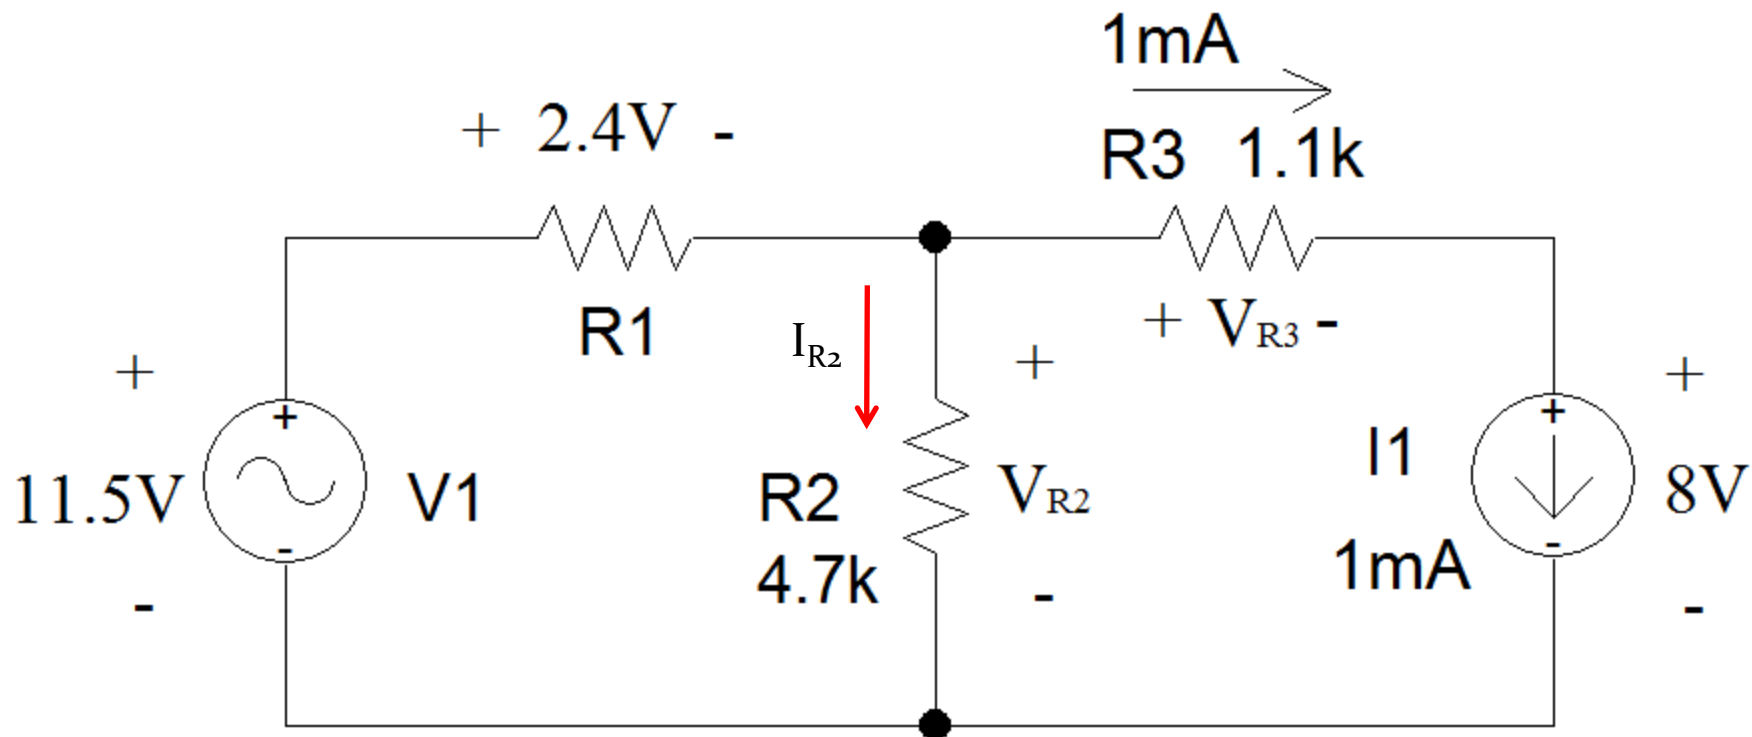 1mA
+ 2.4V -
R3 1.1k
R1
+ VR3 -
IR2
+
+
+
+
+
11.5V
V1
R2
VR2
I1
8V
4.7k
1mA
-
-
-
-
-